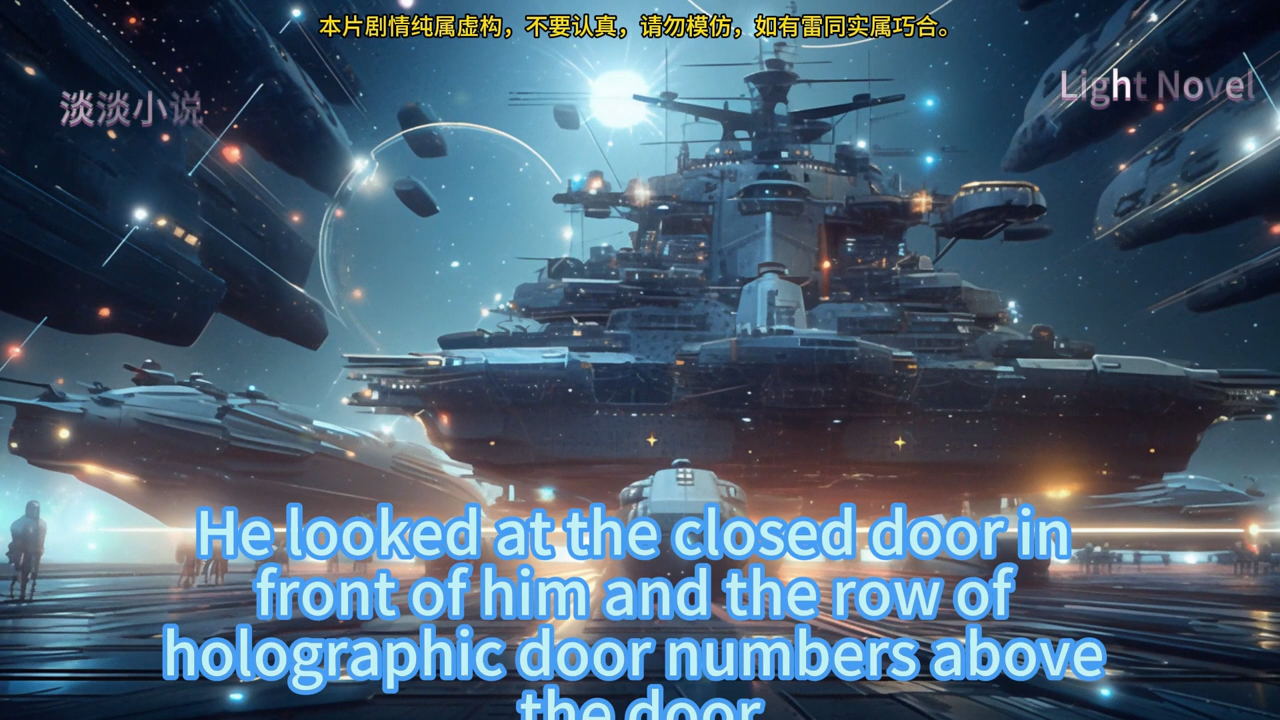 本片剧情纯属虚构，不要认真，请勿模仿，如有雷同实属巧合。
淡淡小说
Light Novel
He looked at the closed door in
front of him and the row of
holographic door numbers above
the door